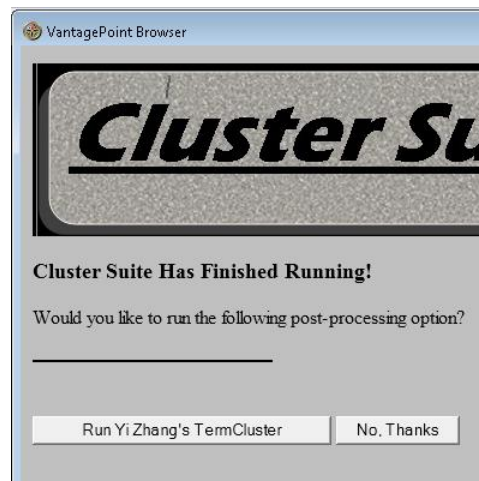 VantagePoint Browser
Cluster Su
Cluster Suite Has Finished Running!
Would you like to run the following post-processing option?
Run Yi Zhang's TermCluster
No, Thanks